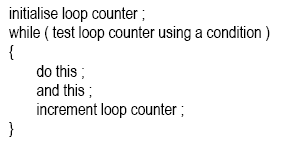 initialise loop counter ;
while ( test loop counter using a condition )
{
do this ;
and this ;
increment loop counter ;
}